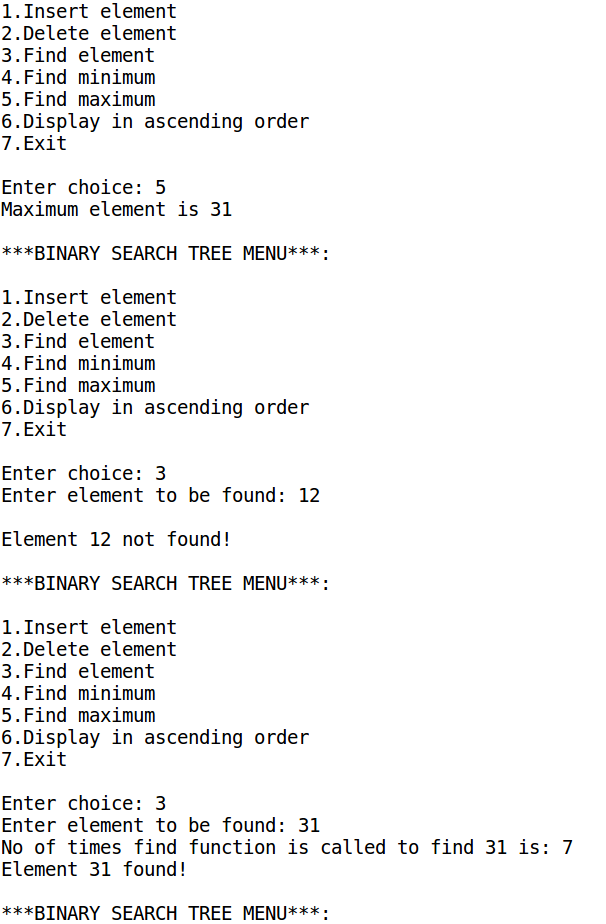 1.Insert element
2.Delete element
3.Find element
4.Find minimum
5.Find maximum
6.Display in ascending order
7.Exit
Enter choice: 5
Maximum element is 31
***BINARY SEARCH TREE MENU***:
1.Insert element
2.Delete element
3.Find element
4.Find minimum
5.Find maximum
6.Display in ascending order
7.Exit
Enter choice: 3
Enter element to be found: 12
Element 12 not found!
***BINARY SEARCH TREE MENU***:
1.Insert element
2.Delete element
3.Find element
4.Find minimum
5.Find maximum
6.Display in ascending order
7.Exit
Enter choice: 3
Enter element to be found: 31
No of times find function is called to find 31 is: 7
Element 31 found!
***BINARY SEARCH TREE MENU***: